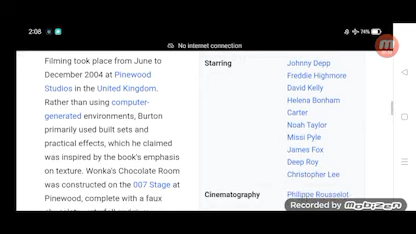 2:08
74%
No internet connection
Filming took place from June to
December 2004 at Pinewood
Studios in the United Kingdom.
Rather than using computer-
generated environments, Burton
primarily used built sets and
practical effects, which he claimed
was inspired by the book's emphasis
on texture. Wonka's Chocolate Room
was constructed on the 007 Stage at
Pinewood, complete with a faux
Starring
Johnny Depp
Freddie Highmore
David Kelly
Helena Bonham
Carter
Noah Taylor
Missi Pyle
James Fox
Deep Roy
Christopher Lee
Cinematography
Philippe Rousselot
Recorded by Mobizen